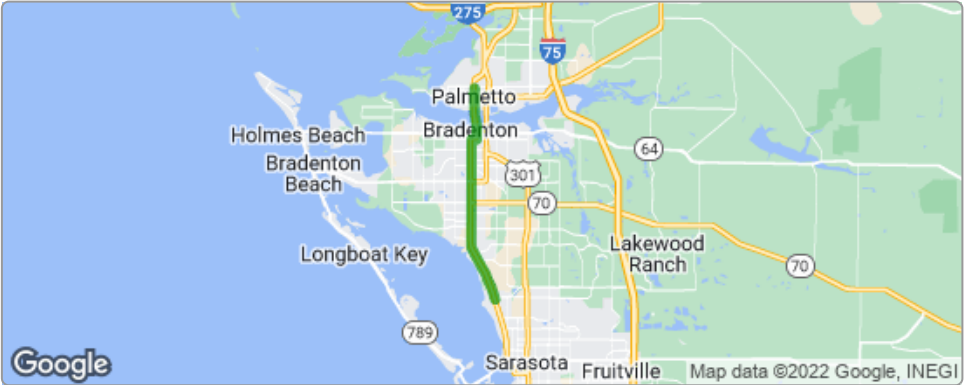 275
75
Palmetto
Bradenton
Holmes Beach
64
Bradenton
Beach
301
70
Lakewood
Ranch
Longboat Key
70
789
Sarasota
Fruitville
Google
Map data ©2022 Google, INEGI